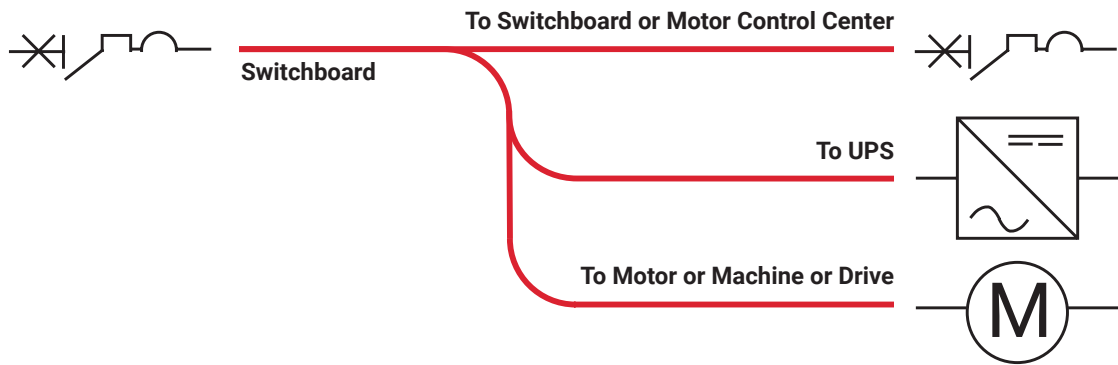 To Switchboard or Motor Control Center
Switchboard
To UPS
To Motor or Machine or Drive
M